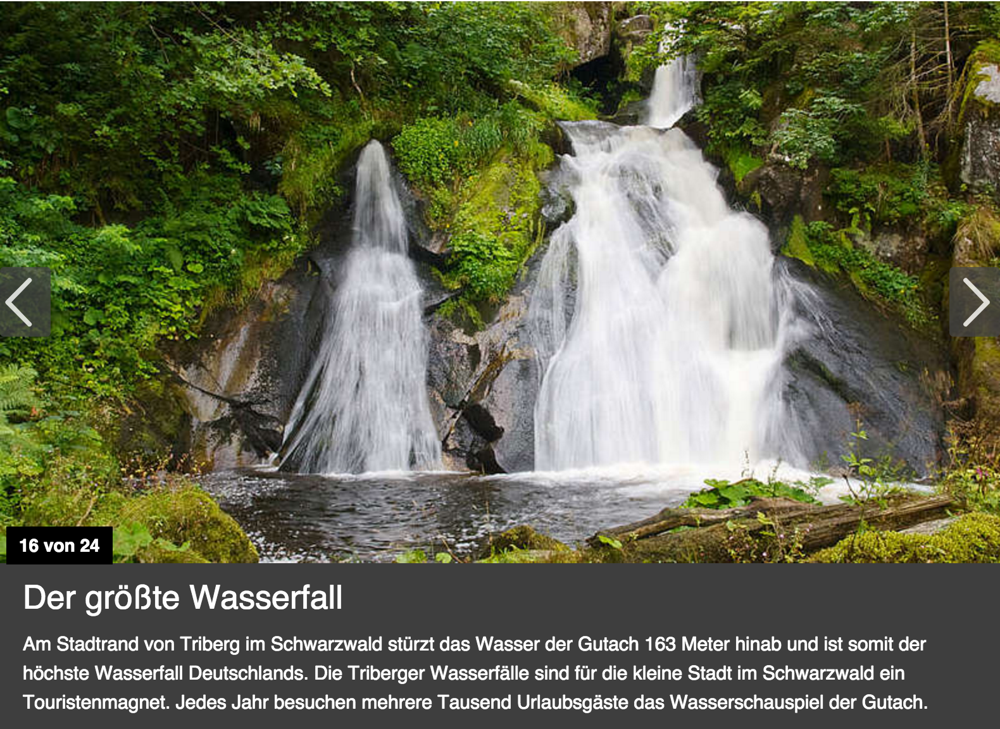 16 von 24
Der größte Wasserfall
Am Stadtrand von Triberg im Schwarzwald stürzt das Wasser der Gutach 163 Meter hinab und ist somit der
höchste Wasserfall Deutschlands. Die Triberger Wasserfälle sind für die kleine Stadt im Schwarzwald ein
Touristenmagnet. Jedes Jahr besuchen mehrere Tausend Urlaubsgäste das Wasserschauspiel der Gutach.